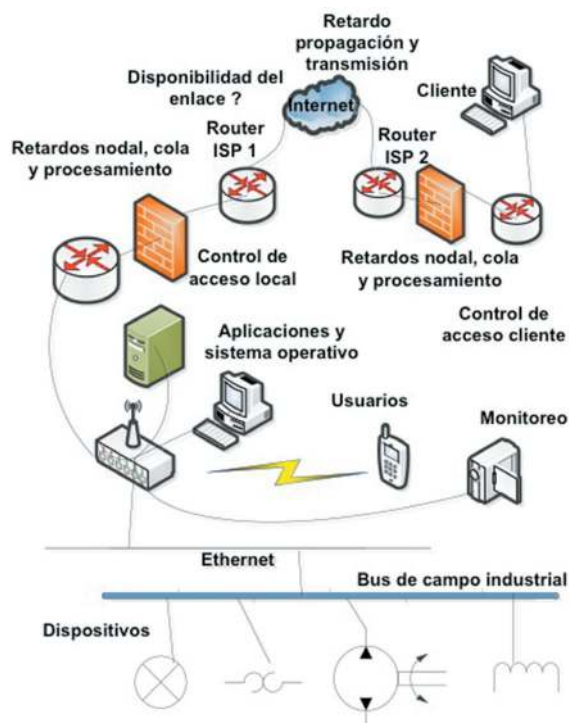 Retardo
propagación y
transmisión
Disponibilidad del
enlace ?
Internet
Cliente
Router
ISP 1
Router
ISP 2
Retardos nodal, cola
y procesamiento
Control de
acceso local
Retardos nodal, cola
y procesamiento
Control de
acceso cliente
Aplicaciones y
sistema operativo
Usuarios
Monitoreo
Ethernet
Bus de campo industrial
Dispositivos